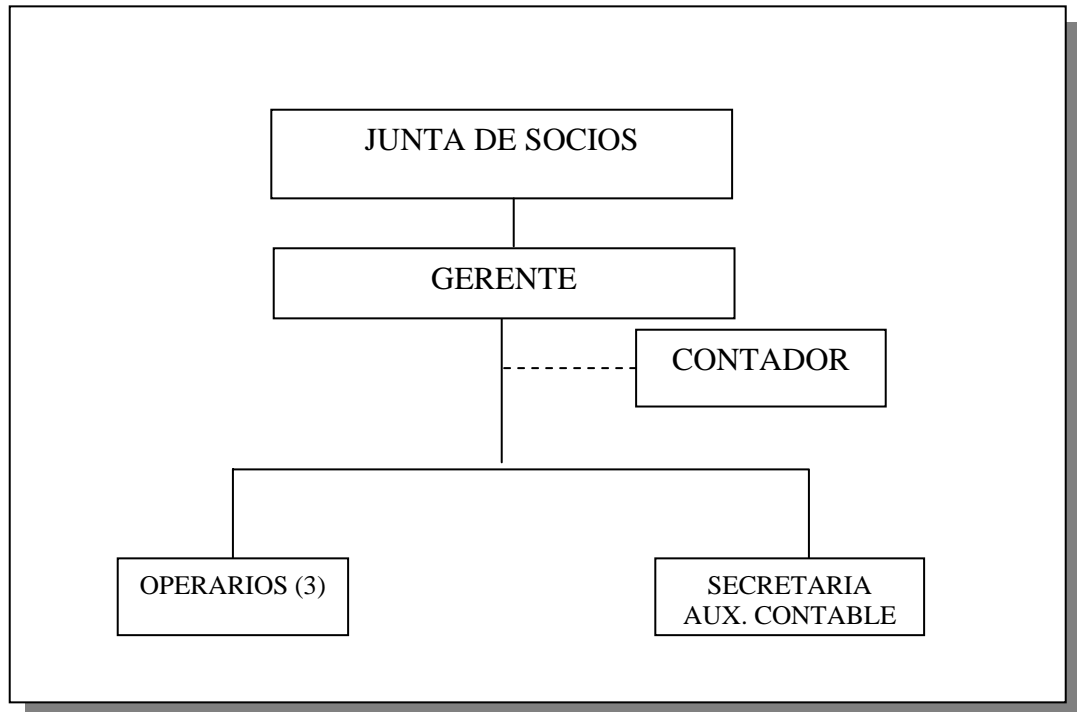 JUNTA DE SOCIOS
GERENTE
CONTADOR
OPERARIOS (3)
SECRETARIA
AUX. CONTABLE